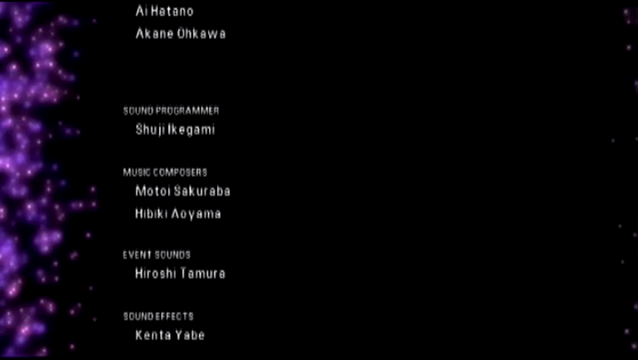 Ai Hatano
Akane Ohkawa
SOUND PROGRAMMER
Shuji Ikegami
MUSIC COMPOSERS
Motoi Sakuraba
Hibiki Aoyama
EVENT SOUNDS
Hiroshi Tamura
SOUND EFFECTS
Kenta Yabe